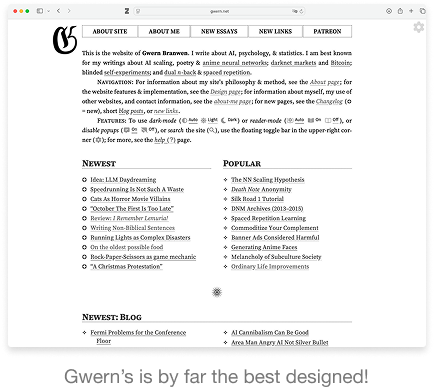 gwern.net
G
ABOUT SITE
ABOUT ME
NEW ESSAYS
NEW LINKS
PATREON
This is the website of Gwern Branwen. I write about AI, psychology, & statistics. I am best known
for my writings about AI scaling, poetry & anime neural networks; darknet markets and Bitcoin;
blinded self-experiments; and dual n-back & spaced repetition.
NAVIGATION: For information about my site's philosophy & method, see the About page; for
the website features & implementation, see the Design page; for information about myself, my use
of other websites, and contact information, see the about-me page; for new pages, see the Changelog (✪
= new), short blog posts, or new links.
FEATURES: To use dark-mode (Auto Light Dark) or reader-mode (Auto On Off), or
disable popups (On Off), or search the site (), use the floating toggle bar in the upper-right cor-
ner (); for more, see the help (?) page.
NEWEST
Idea: LLM Daydreaming
Speedrunning Is Not Such A Waste
Cats As Horror Movie Villains
"October The First Is Too Late"
Review: I Remember Lemuria!
Writing Non-Biblical Sentences
Running Lights as Complex Disasters
On the oldest possible food
Rock-Paper-Scissors as game mechanic
"A Christmas Protestation"
POPULAR
The NN Scaling Hypothesis
Death Note Anonymity
Silk Road 1 Tutorial
DNM Archives (2013–2015)
Spaced Repetition Learning
Commoditize Your Complement
Banner Ads Considered Harmful
Generating Anime Faces
Melancholy of Subculture Society
Ordinary Life Improvements
NEWEST: BLOG
Fermi Problems for the Conference
Floor
AI Cannibalism Can Be Good
Area Man Angry AI Not Silver Bullet
Gwern's is by far the best designed!